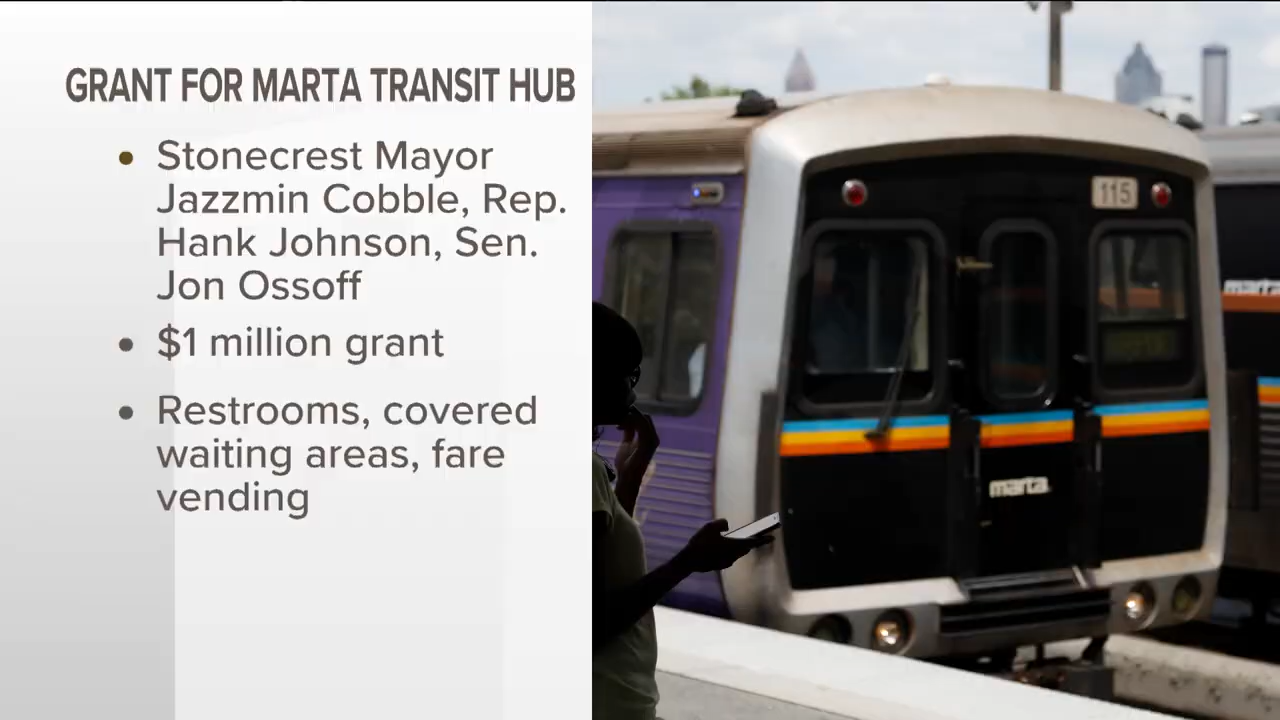 GRANT FOR MARTA TRANSIT HUB
• Stonecrest Mayor
Jazzmin Cobble, Rep.
Hank Johnson, Sen.
Jon Ossoff
• $1 million grant
• Restrooms, covered
waiting areas, fare
vending
115
marta
marta